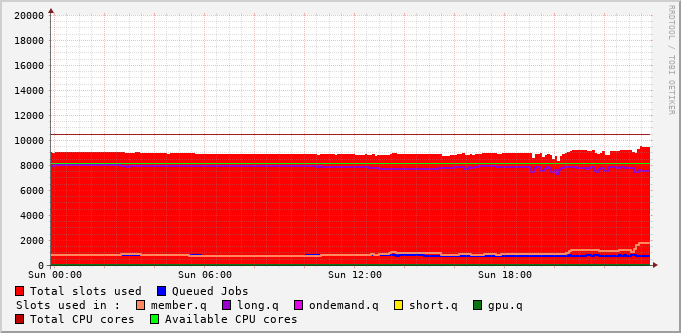 RRDTOOL / TOBI OETIKER
20000
18000
16000
14000
12000
10000
8000
6000
4000
2000
0
Sun 00:00 Sun 06:00 Sun 12:00 Sun 18:00
Total slots used Queued Jobs
Slots used in : member.q long.q ondemand.q short.q gpu.q
Total CPU cores Available CPU cores